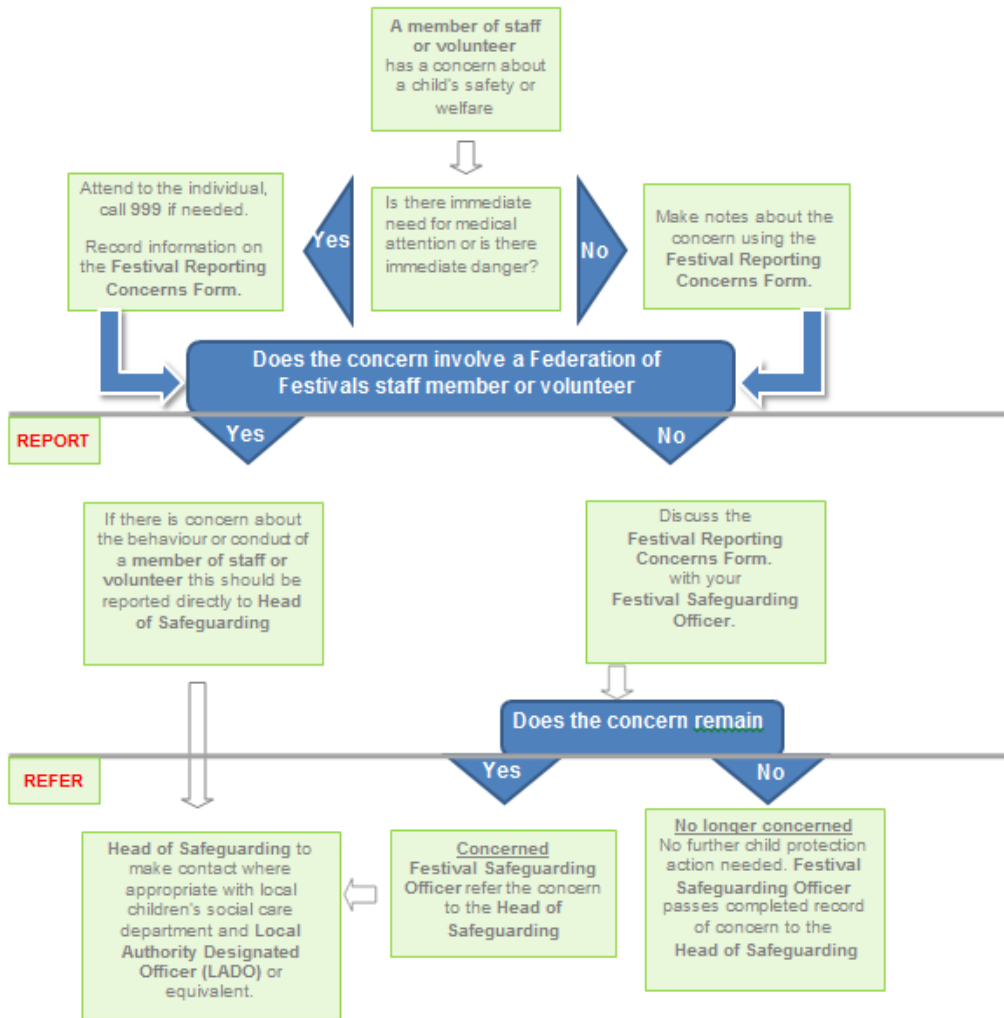 A member of staff
or volunteer
has a concern about
a child's safety or
welfare
Attend to the individual,
call 999 if needed.
Record information on
the Festival Reporting
Concerns Form.
Yes
Is there immediate
need for medical
attention or is there
immediate danger?
No
Make notes about the
concern using the
Festival Reporting
Concerns Form.
Does the concern involve a Federation of
Festivals staff member or volunteer
REPORT
Yes
No
If there is concern about
the behaviour or conduct of
a member of staff or
volunteer this should be
reported directly to Head
of Safeguarding
Discuss the
Festival Reporting
Concerns Form.
with your
Festival Safeguarding
Officer.
Does the concern remain
REFER
Yes
No
Head of Safeguarding to
make contact where
appropriate with local
children's social care
department and Local
Authority Designated
Officer (LADO) or
equivalent.
Concerned
Festival Safeguarding
Officer refer the concern
to the Head of
Safeguarding
No longer concerned
No further child protection
action needed. Festival
Safeguarding Officer
passes completed record
of concern to the
Head of Safeguarding